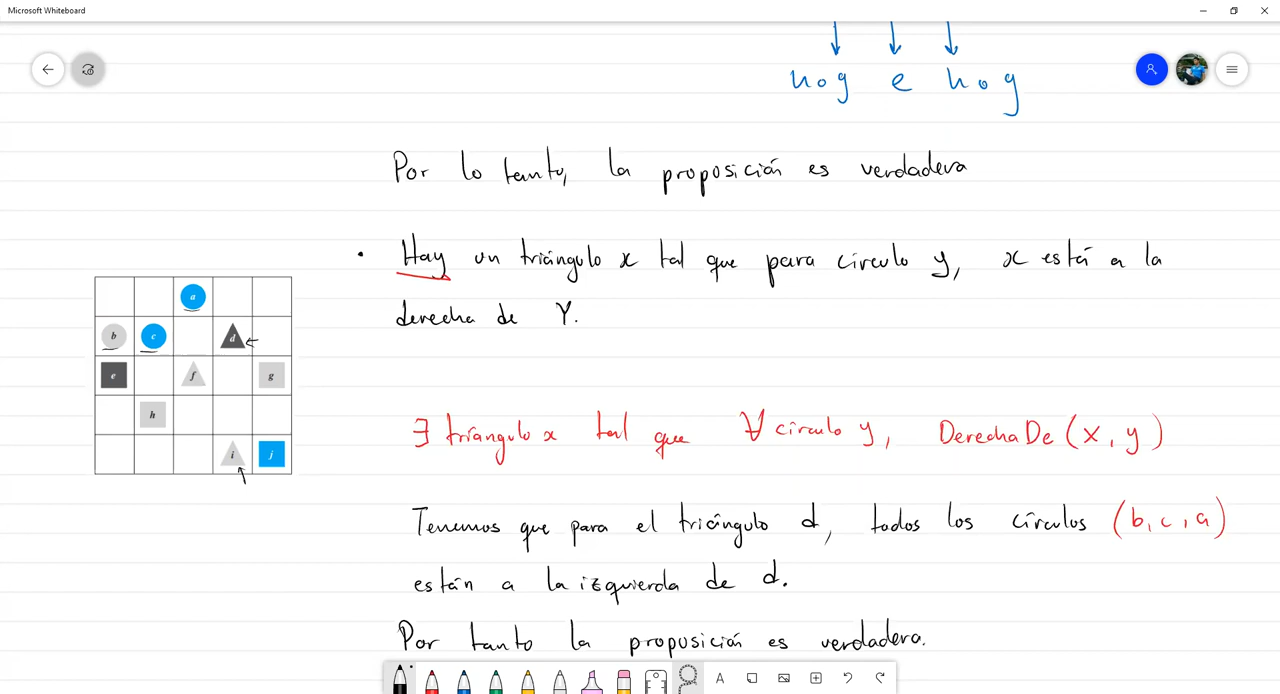 Microsoft Whiteboard
h o g e h o g
Por lo tanto, la proposición es verdadera
• Hay un triángulo x tal que para círculo y, x está a la
derecha de Y.
a
b c d
e f g
h
i j
∃ triángulo x tal que ∀ círculo y, DerechaDe (x, y)
Tenemos que para el triángulo d, todos los círculos (b, c, a)
están a la izquierda de d.
Por tanto la proposición es verdadera.
A